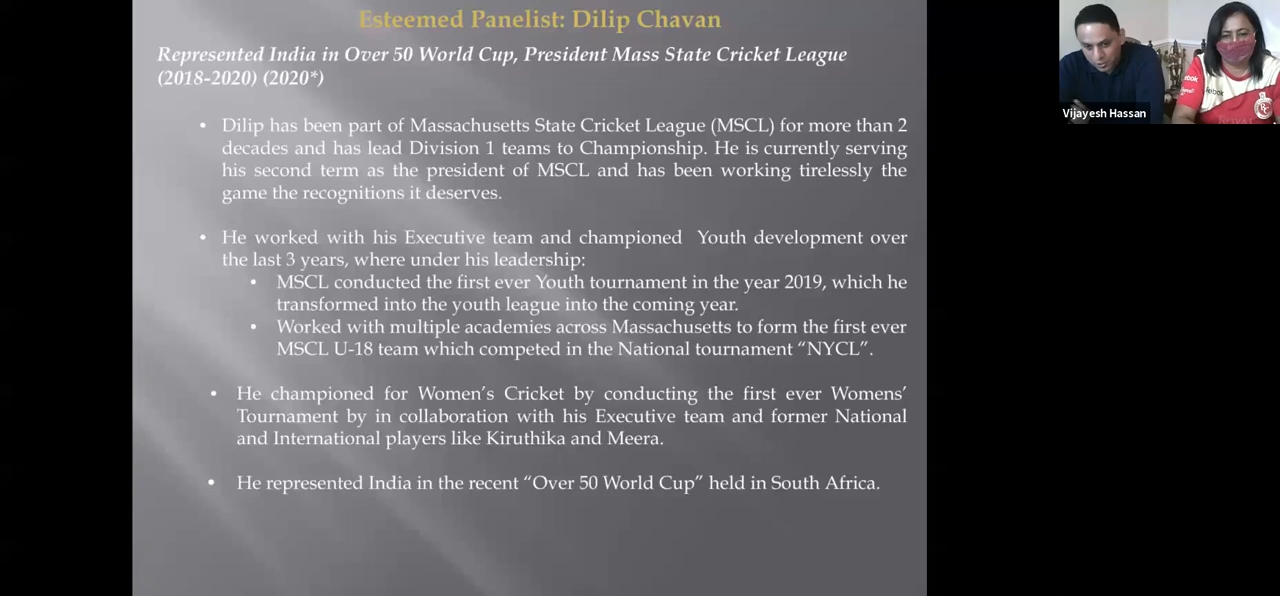 Esteemed Panelist: Dilip Chavan
Represented India in Over 50 World Cup, President Mass State Cricket League
(2018-2020) (2020*)
• Dilip has been part of Massachusetts State Cricket League (MSCL) for more than 2
decades and has lead Division 1 teams to Championship. He is currently serving
his second term as the president of MSCL and has been working tirelessly the
game the recognitions it deserves.
• He worked with his Executive team and championed Youth development over
the last 3 years, where under his leadership:
• MSCL conducted the first ever Youth tournament in the year 2019, which he
transformed into the youth league into the coming year.
• Worked with multiple academies across Massachusetts to form the first ever
MSCL U-18 team which competed in the National tournament “NYCL”.
• He championed for Women’s Cricket by conducting the first ever Womens’
Tournament by in collaboration with his Executive team and former National
and International players like Kiruthika and Meera.
• He represented India in the recent “Over 50 World Cup” held in South Africa.
Vijayesh Hassan
Reebok